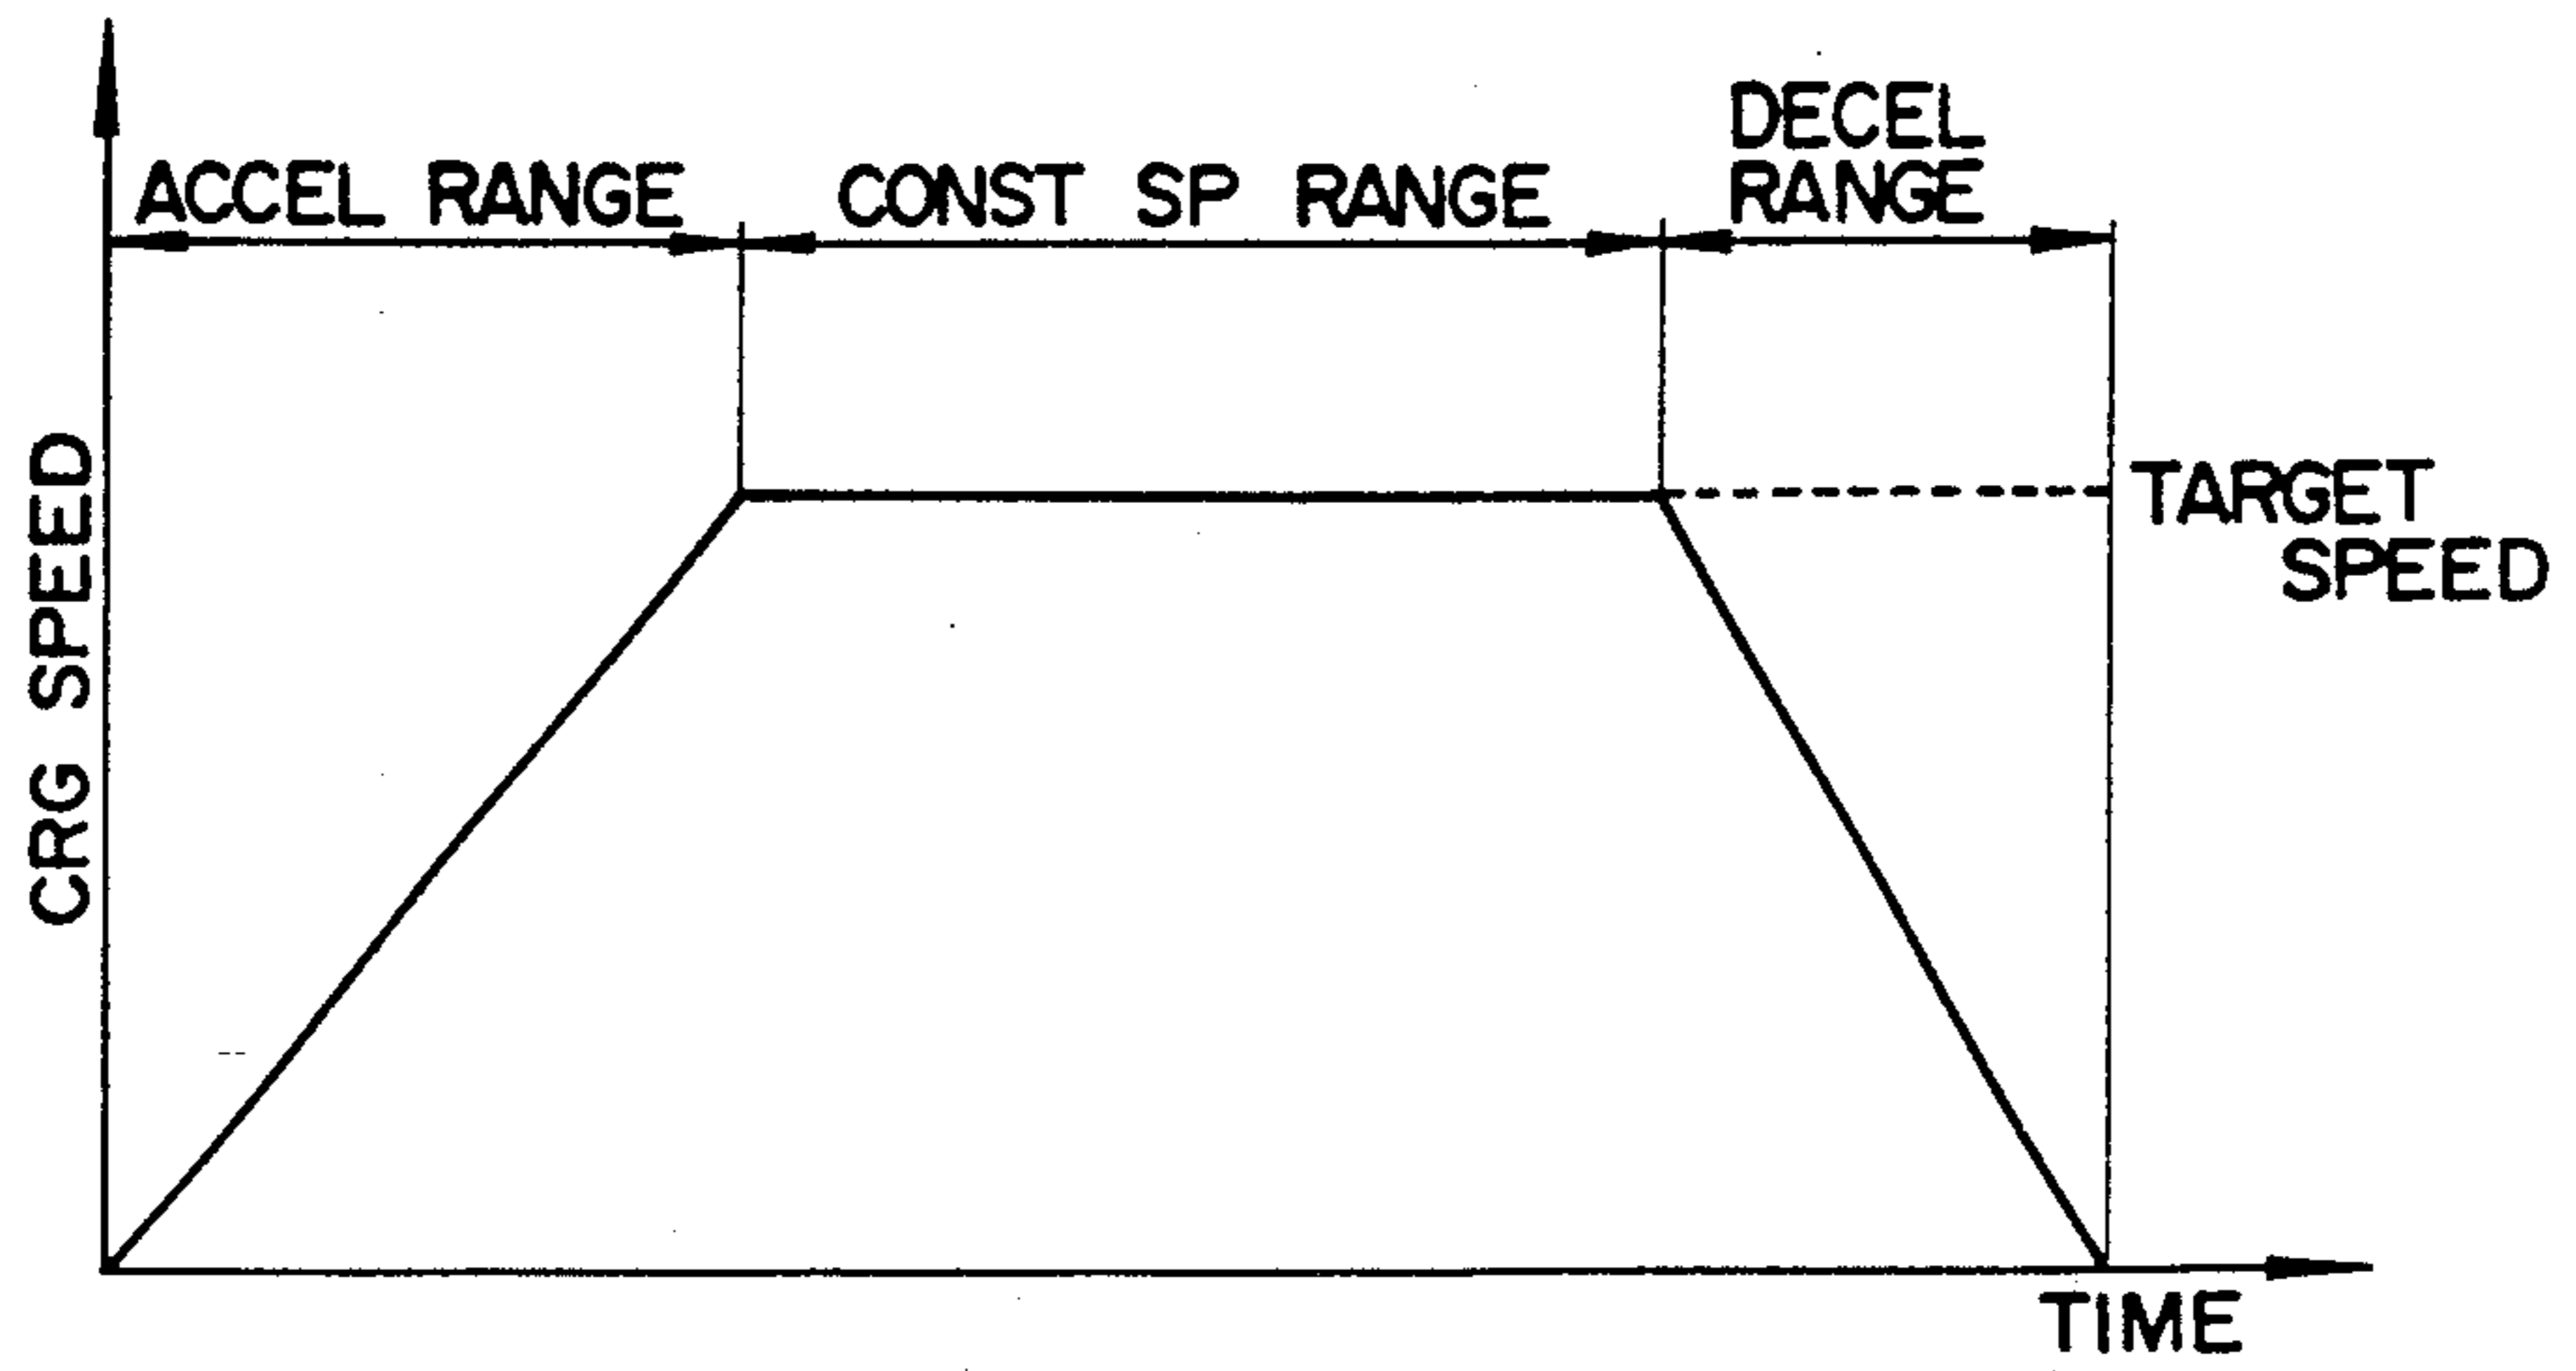 ACCEL RANGE
CONST SP RANGE
DECEL
RANGE
CRG SPEED
TARGET
SPEED
TIME